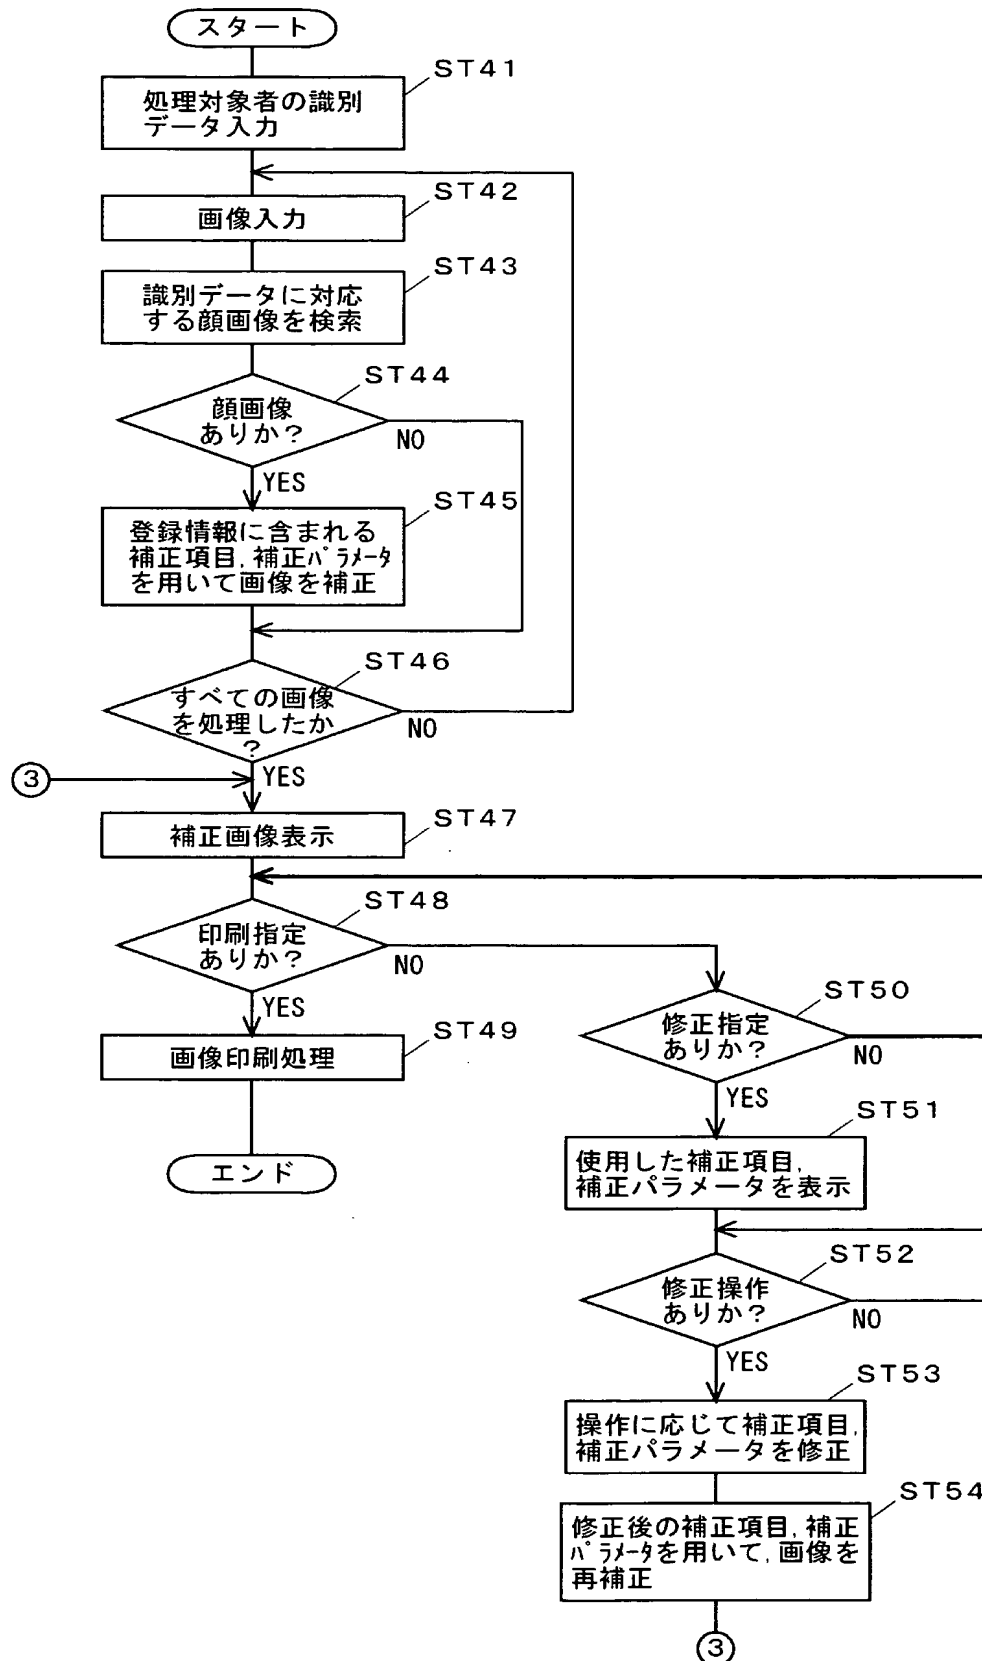 スタート
ST41
処理対象者の識別
データ入力
ST42
画像入力
ST43
識別データに対応
する顔画像を検索
ST44
顔画像
ありか?
NO
YES
ST45
登録情報に含まれる
補正項目,補正パラメータ
を用いて画像を補正
ST46
すべての画像
を処理したか
?
NO
YES
③
ST47
補正画像表示
ST48
印刷指定
ありか?
NO
YES
ST49
画像印刷処理
エンド
ST50
修正指定
ありか?
NO
YES
ST51
使用した補正項目,
補正パラメータを表示
ST52
修正操作
ありか?
NO
YES
ST53
操作に応じて補正項目,
補正パラメータを修正
ST54
修正後の補正項目,補正
パラメータを用いて,画像を
再補正
③